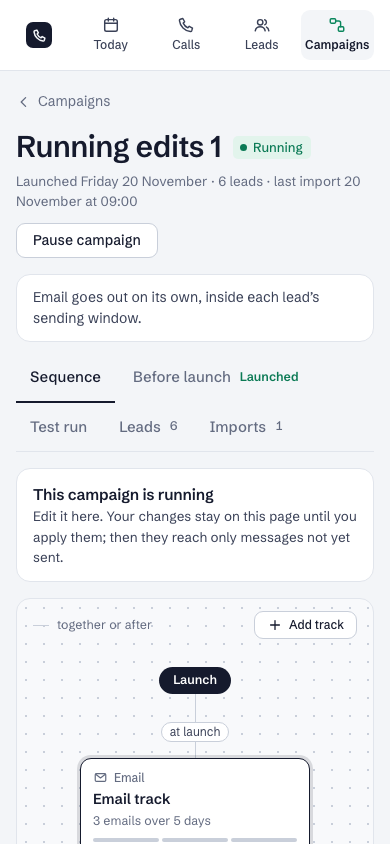 Today
Calls
Leads
Campaigns
Campaigns
Running edits 1
Running
Launched Friday 20 November · 6 leads · last import 20
November at 09:00
Pause campaign
Email goes out on its own, inside each lead’s
sending window.
Sequence
Before launch Launched
Test run
Leads 6
Imports 1
This campaign is running
Edit it here. Your changes stay on this page until you
apply them; then they reach only messages not yet
sent.
together or after
Add track
Launch
at launch
Email
Email track
3 emails over 5 days